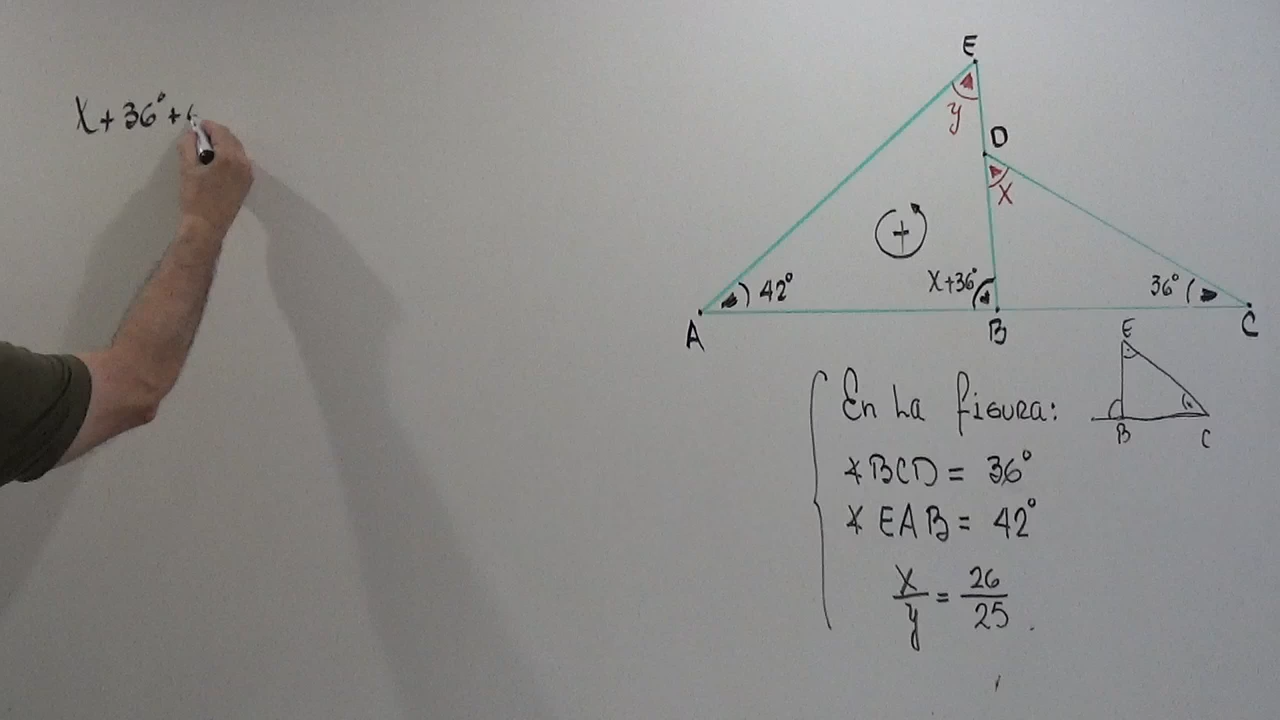 X + 36° +
E
y
D
X
+
42°
X+36°
36°
A
B
C
En La figura:
∡BCD = 36°
∡EAB = 42°
x/y = 26/25.
E
B
C